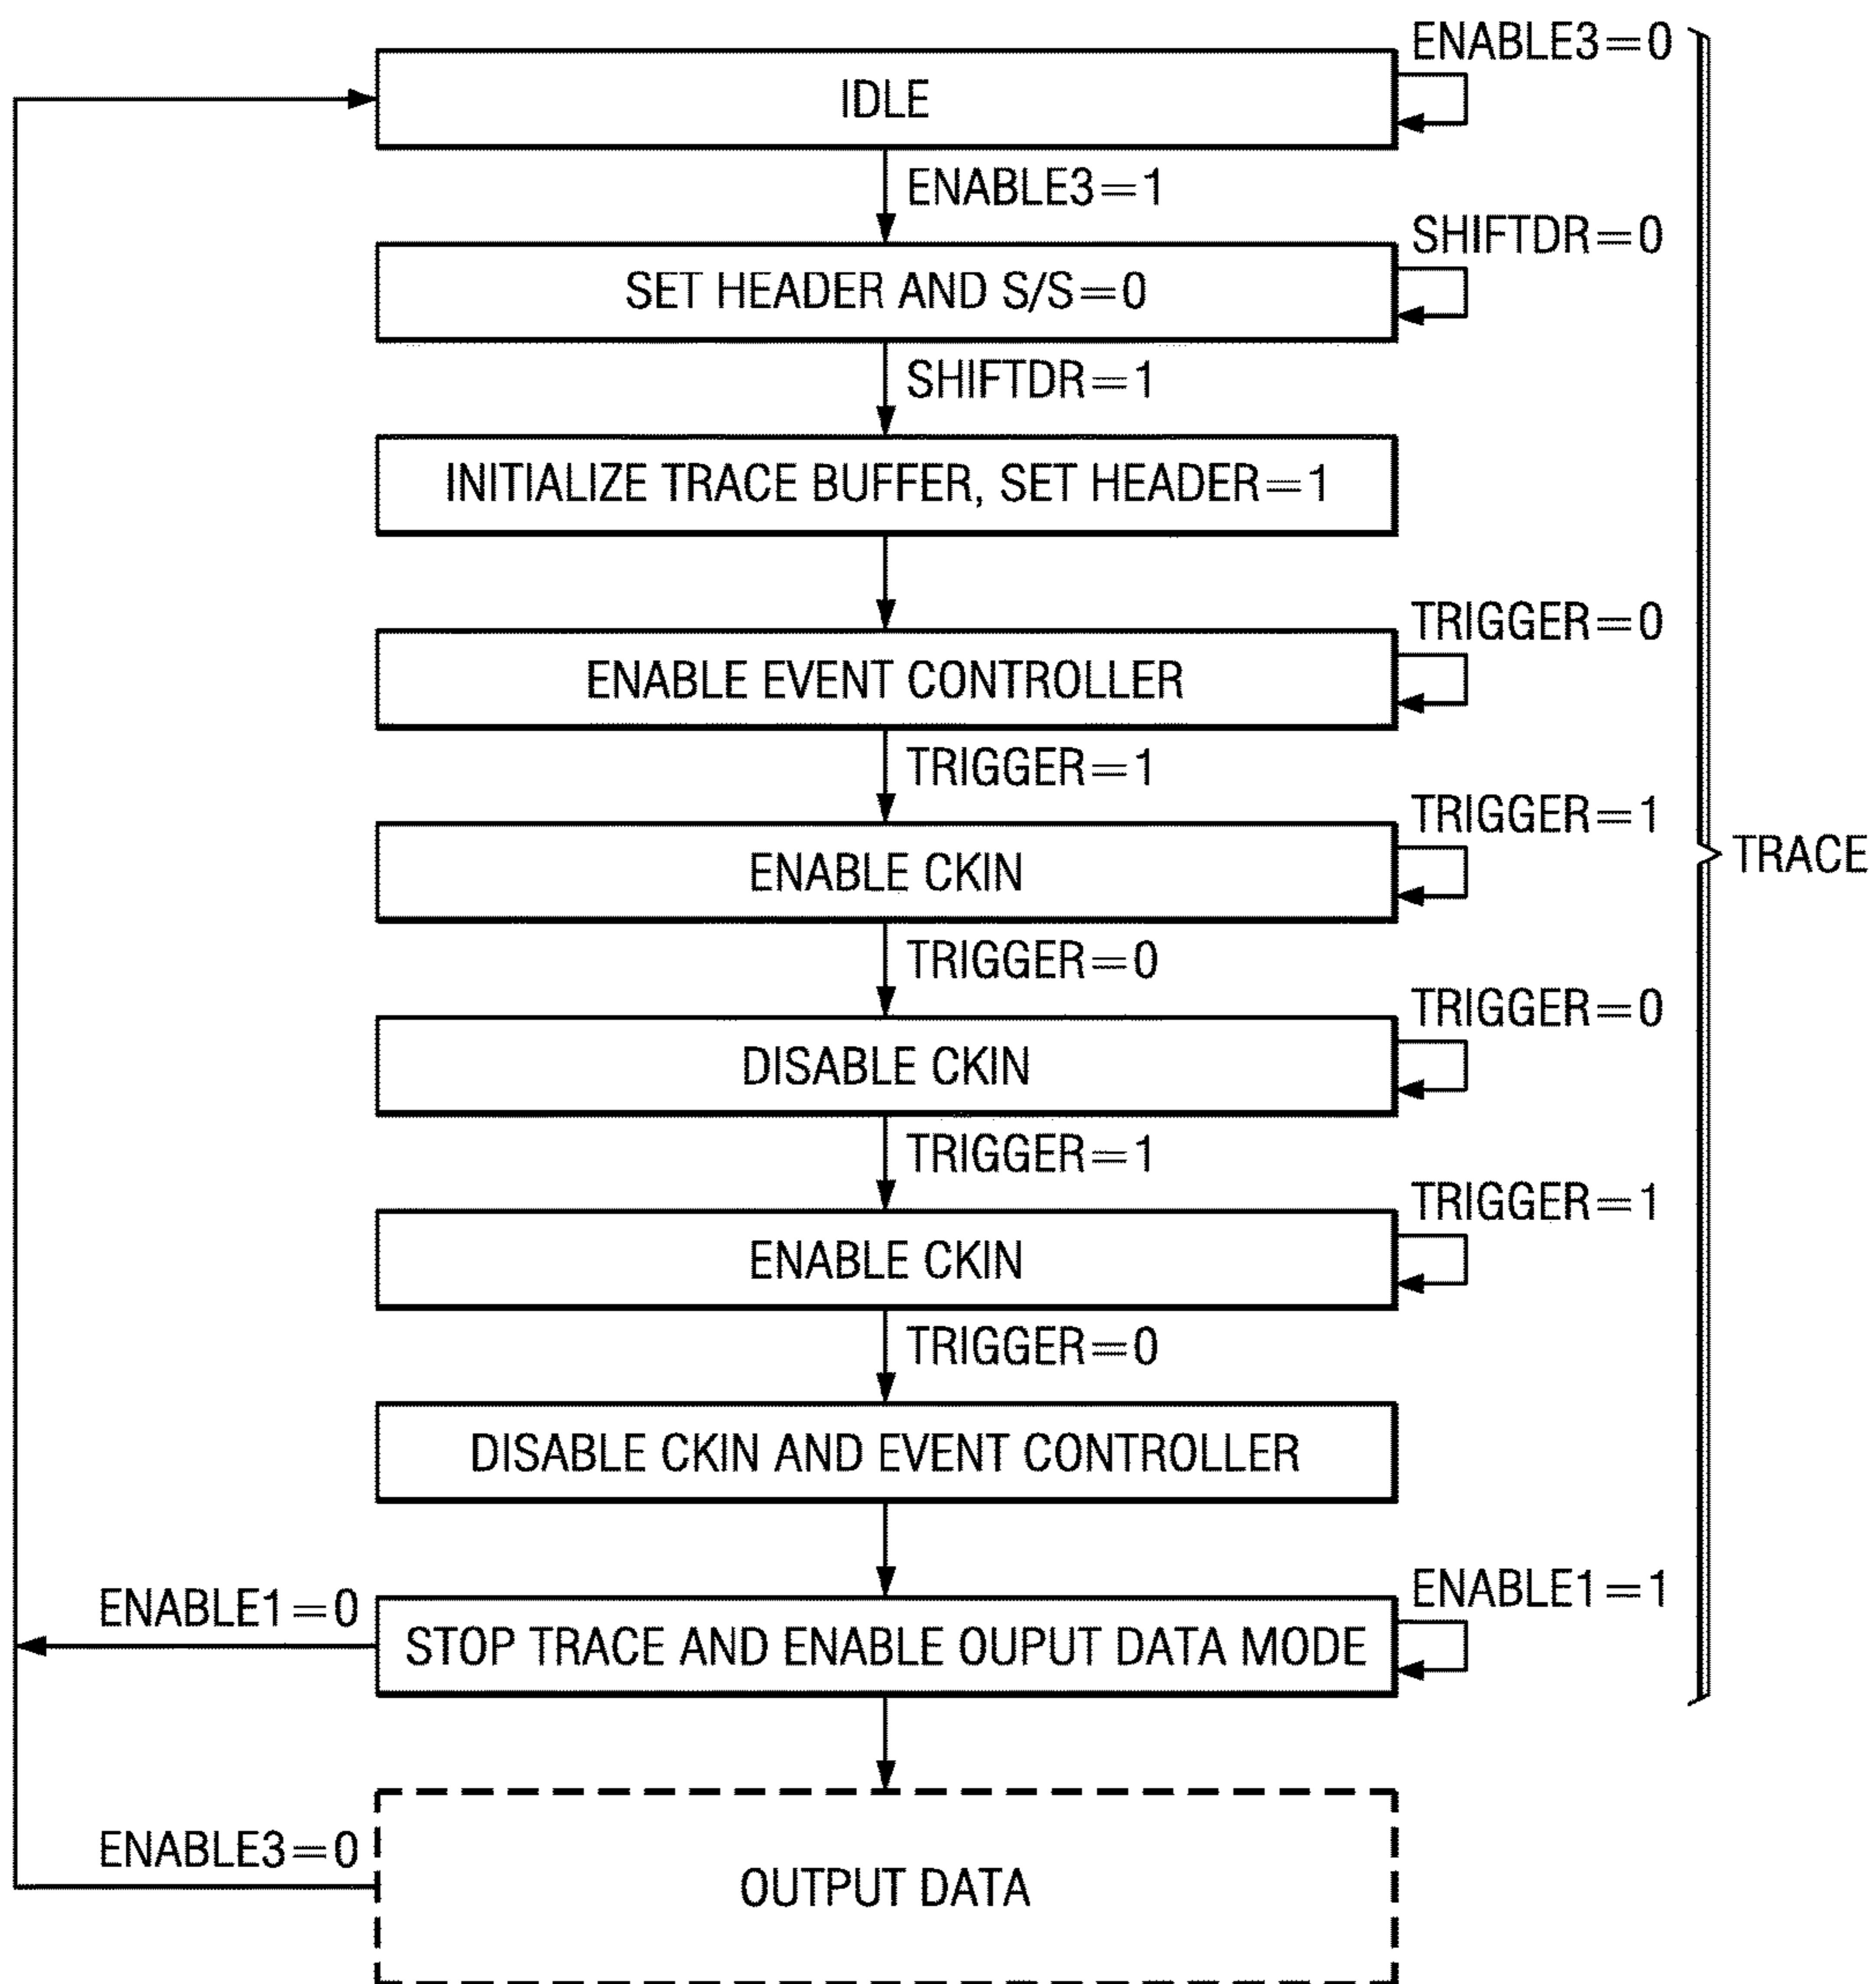 ENABLE3=0
IDLE
ENABLE3=1
SHIFTDR=0
SET HEADER AND S/S=0
SHIFTDR=1
INITIALIZE TRACE BUFFER, SET HEADER=1
TRIGGER=0
ENABLE EVENT CONTROLLER
TRIGGER=1
TRIGGER=1
ENABLE CKIN
TRACE
TRIGGER=0
TRIGGER=0
DISABLE CKIN
TRIGGER=1
TRIGGER=1
ENABLE CKIN
TRIGGER=0
DISABLE CKIN AND EVENT CONTROLLER
ENABLE1=0
ENABLE1=1
STOP TRACE AND ENABLE OUPUT DATA MODE
ENABLE3=0
OUTPUT DATA